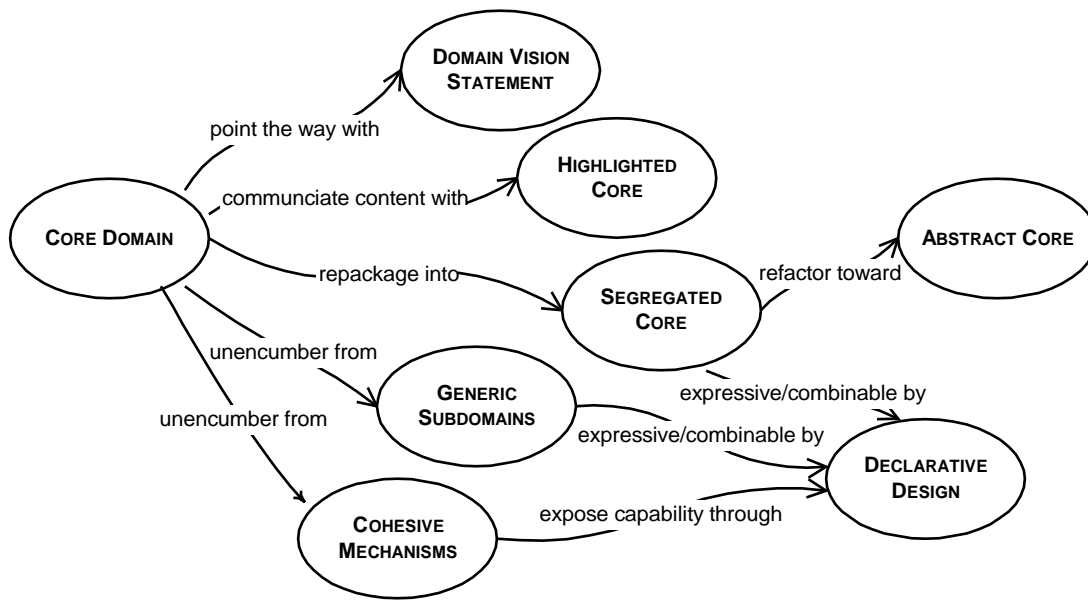 DOMAIN VISION
STATEMENT
point the way with
HIGHLIGHTED
CORE
communciate content with
CORE DOMAIN
ABSTRACT CORE
repackage into
refactor toward
SEGREGATED
CORE
unencumber from
GENERIC
SUBDOMAINS
expressive/combinable by
unencumber from
expressive/combinable by
DECLARATIVE
DESIGN
expose capability through
COHESIVE
MECHANISMS